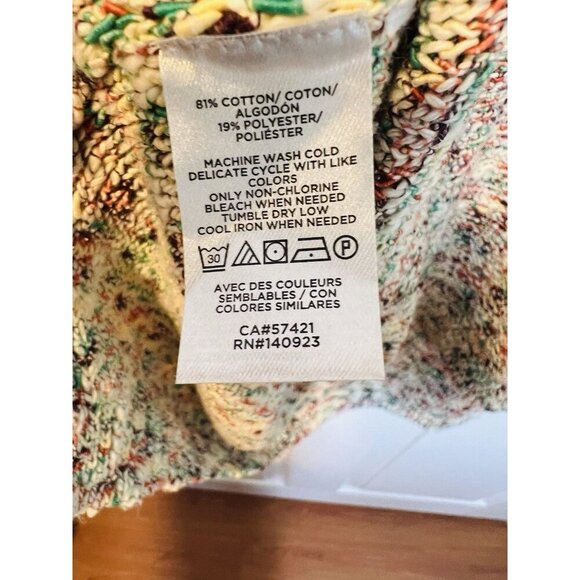 81% COTTON/ COTON/
ALGODÓN
19% POLYESTER/
POLIÉSTER
MACHINE WASH COLD
DELICATE CYCLE WITH LIKE
COLORS
ONLY NON-CHLORINE
BLEACH WHEN NEEDED
TUMBLE DRY LOW
COOL IRON WHEN NEEDED
30 P
AVEC DES COULEURS
SEMBLABLES / CON
COLORES SIMILARES
CA#57421
RN#140923